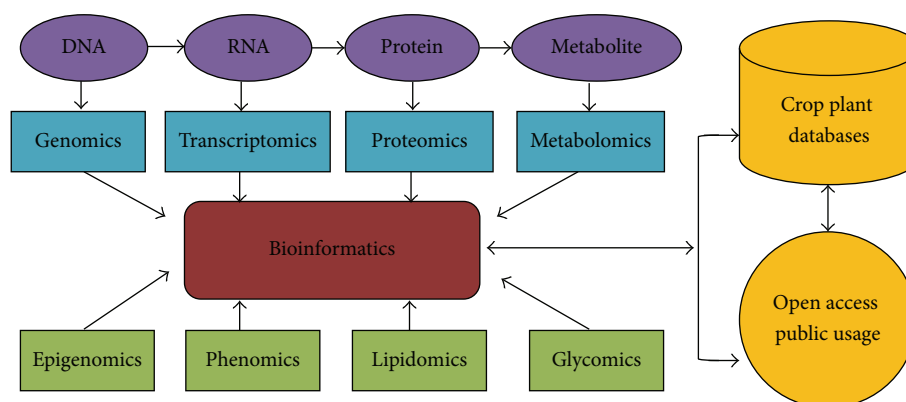 DNA
RNA
Protein
Metabolite
Genomics
Transcriptomics
Proteomics
Metabolomics
Crop plant
databases
Bioinformatics
Open access
public usage
Epigenomics
Phenomics
Lipidomics
Glycomics